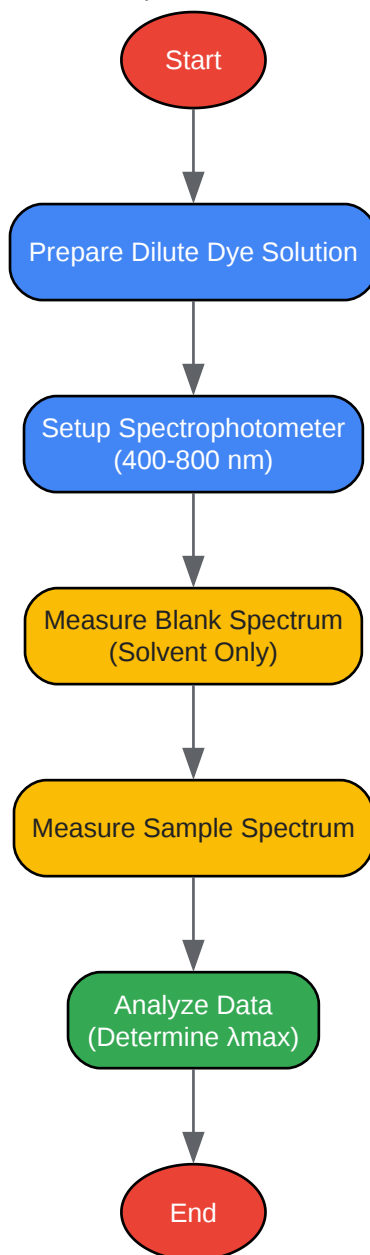 Start
Prepare Dilute Dye Solution
Setup Spectrophotometer
(400-800 nm)
Measure Blank Spectrum
(Solvent Only)
Measure Sample Spectrum
Analyze Data
(Determine λmax)
End